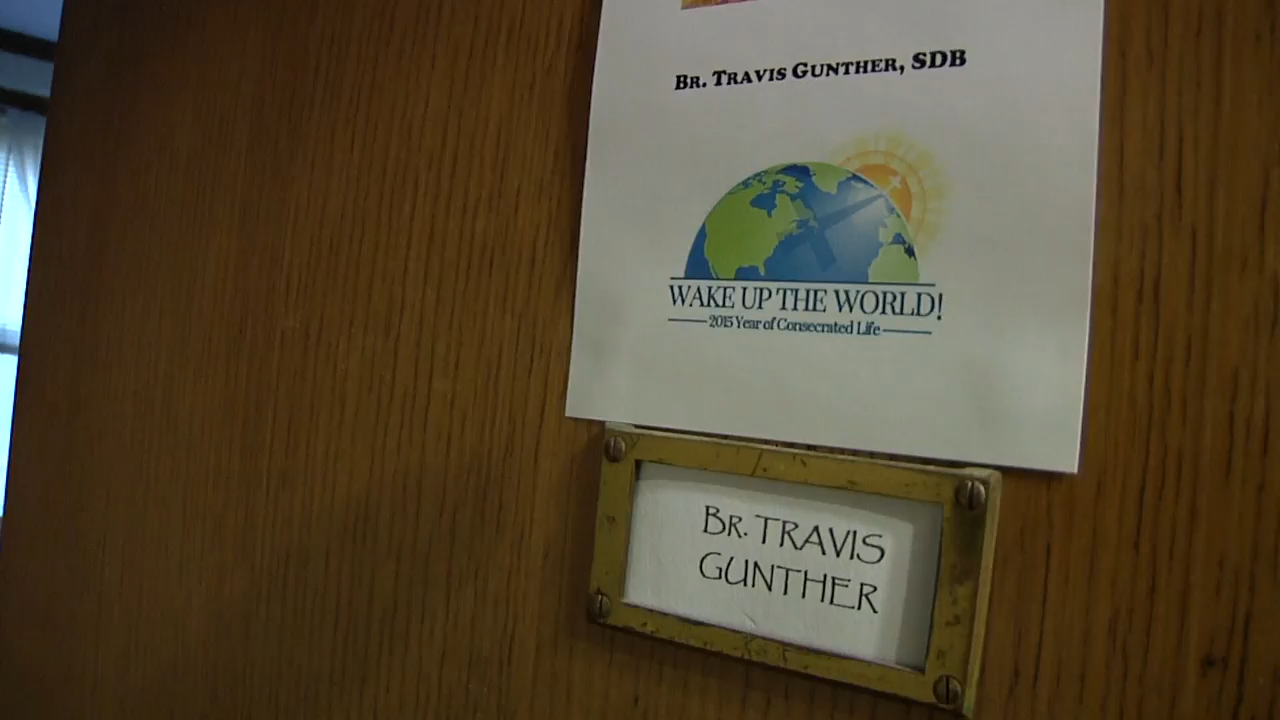 BR. TRAVIS GUNTHER, SDB
WAKE UP THE WORLD!
2015 Year of Consecrated Life
BR. TRAVIS
GUNTHER